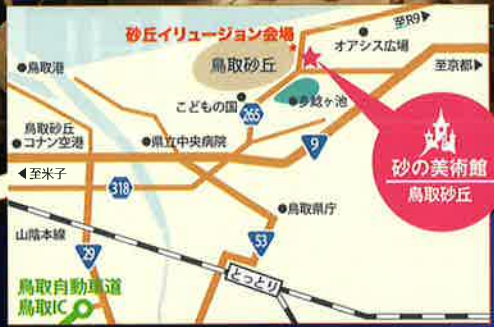 至R9▶
砂丘イリュージョン会場
オアシス広場
鳥取港
鳥取砂丘
至京都▶
こどもの国
多鯰ヶ池
265
鳥取砂丘
コナン空港
県立中央病院
9
砂の美術館
鳥取砂丘
◀至米子
318
鳥取県庁
山陰本線
53
29
とっとり
鳥取自動車道
鳥取IC